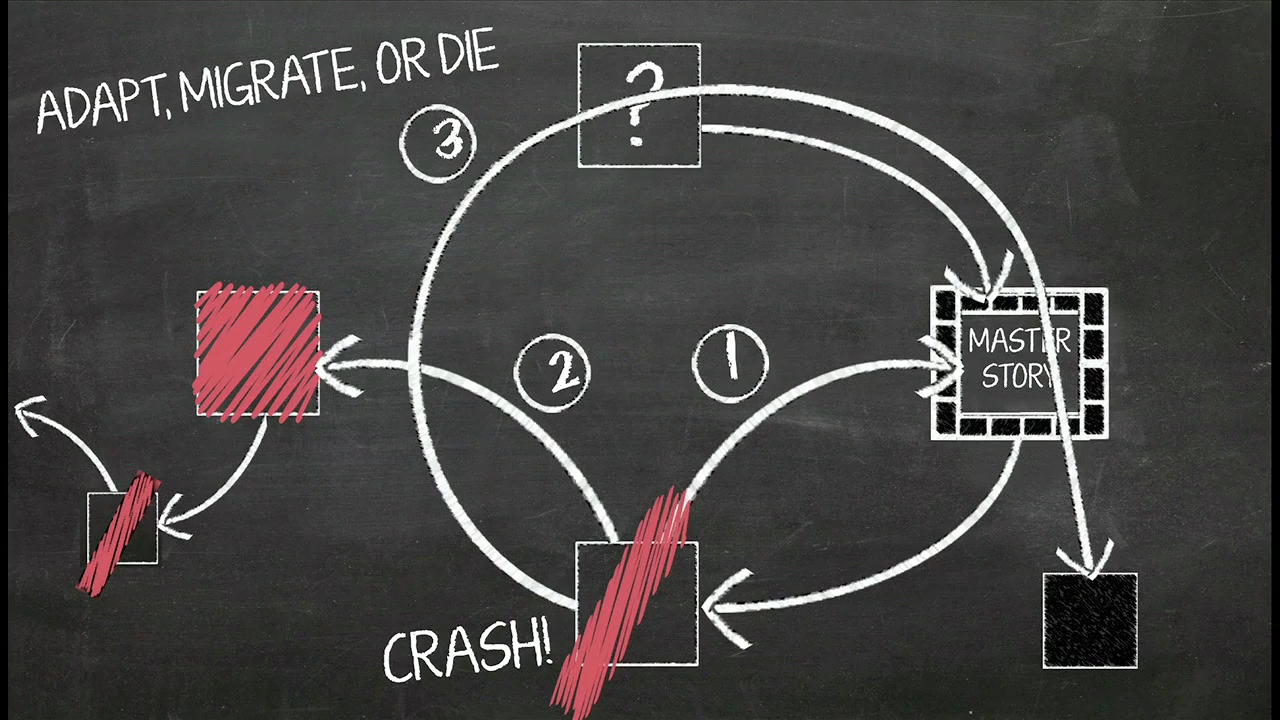 ADAPT, MIGRATE, OR DIE
?
3
2
1
MASTER
STORY
CRASH!